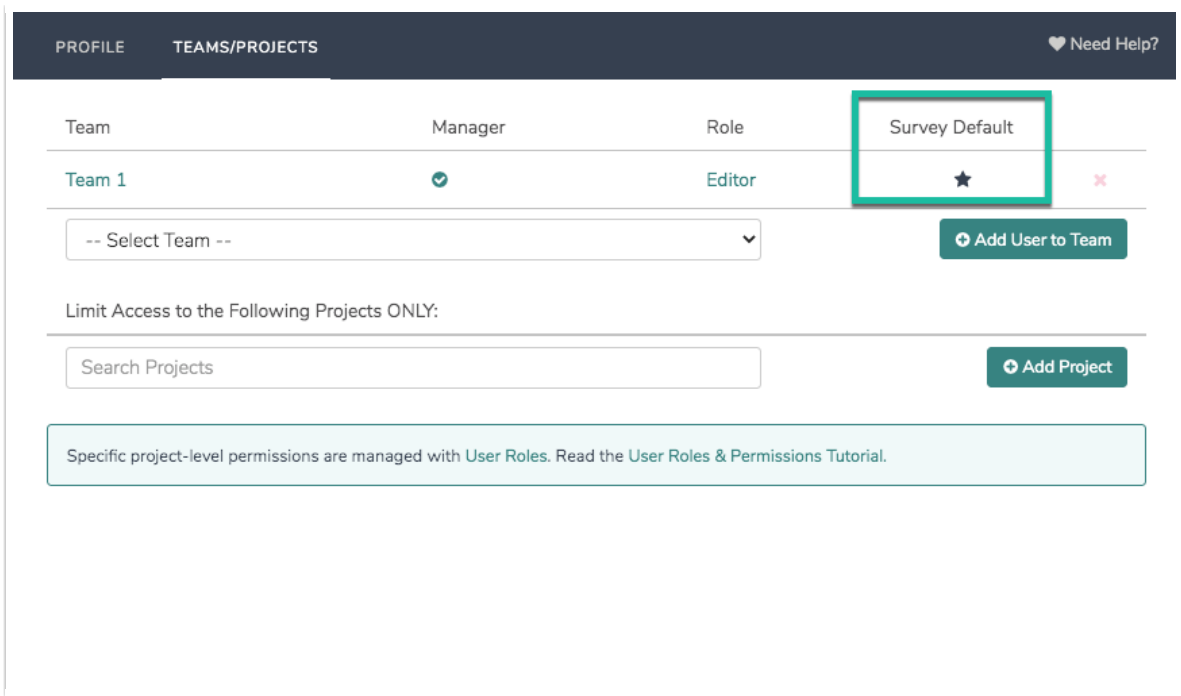 PROFILE TEAMS/PROJECTS Need Help?
Team Manager Role Survey Default
Team 1 Editor
-- Select Team -- Add User to Team
Limit Access to the Following Projects ONLY:
Search Projects Add Project
Specific project-level permissions are managed with User Roles. Read the User Roles & Permissions Tutorial.